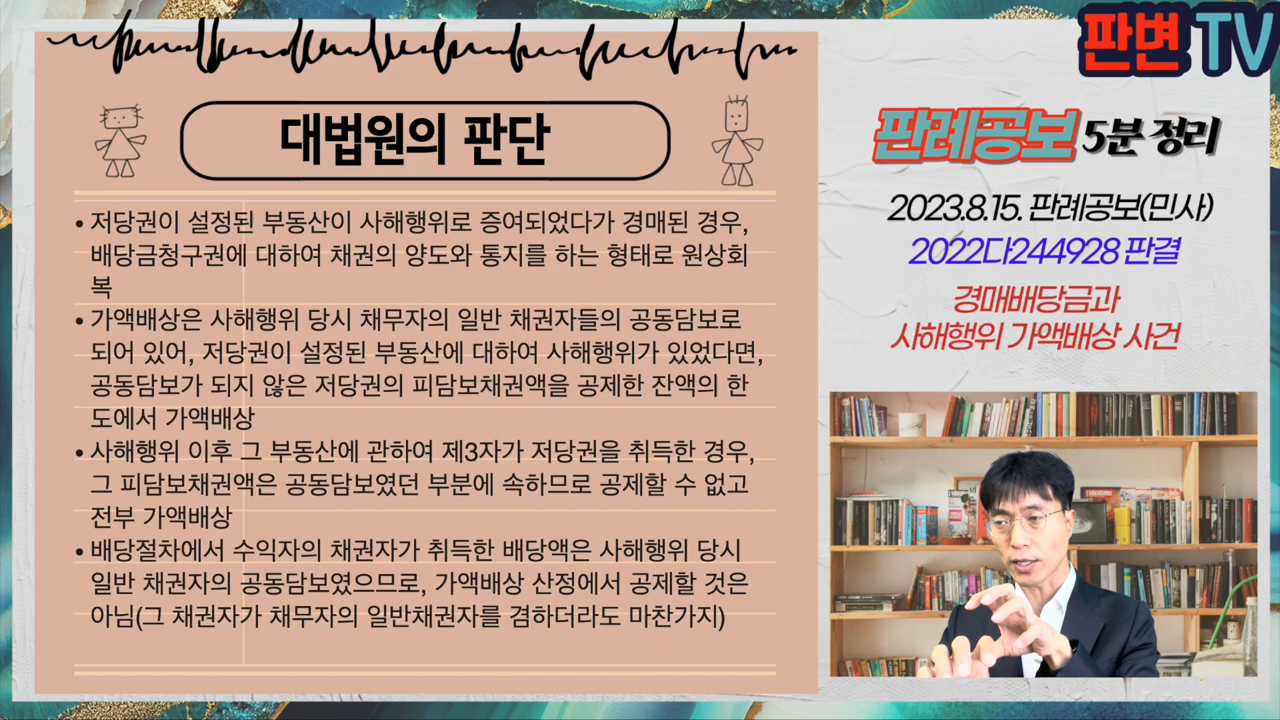 판변 TV
대법원의 판단
• 저당권이 설정된 부동산이 사해행위로 증여되었다가 경매된 경우,
배당금청구권에 대하여 채권의 양도와 통지를 하는 형태로 원상회
복
• 가액배상은 사해행위 당시 채무자의 일반 채권자들의 공동담보로
되어 있어, 저당권이 설정된 부동산에 대하여 사해행위가 있었다면,
공동담보가 되지 않은 저당권의 피담보채권액을 공제한 잔액의 한
도에서 가액배상
• 사해행위 이후 그 부동산에 관하여 제3자가 저당권을 취득한 경우,
그 피담보채권액은 공동담보였던 부분에 속하므로 공제할 수 없고
전부 가액배상
• 배당절차에서 수익자의 채권자가 취득한 배당액은 사해행위 당시
일반 채권자의 공동담보였으므로, 가액배상 산정에서 공제할 것은
아님(그 채권자가 채무자의 일반채권자를 겸하더라도 마찬가지)
판례공보 5분 정리
2023.8.15. 판례공보(민사)
2022다244928 판결
경매배당금과
사해행위 가액배상 사건